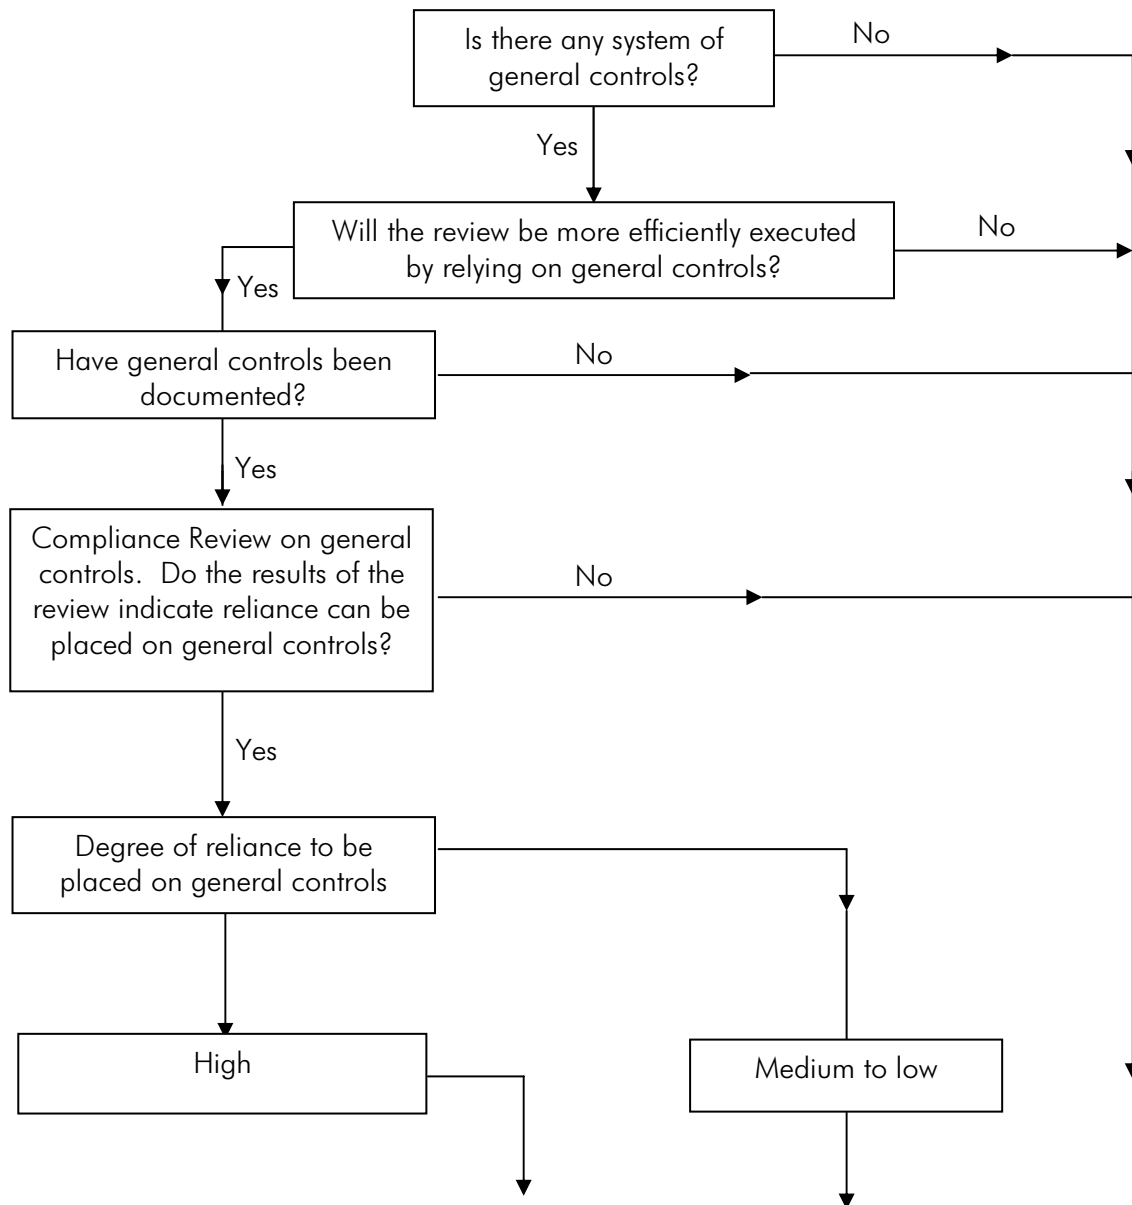 Is there any system of
general controls?
No
Yes
Will the review be more efficiently executed
by relying on general controls?
No
Yes
Have general controls been
documented?
No
Yes
Compliance Review on general
controls.  Do the results of the
review indicate reliance can be
placed on general controls?
No
Yes
Degree of reliance to be
placed on general controls
High
Medium to low